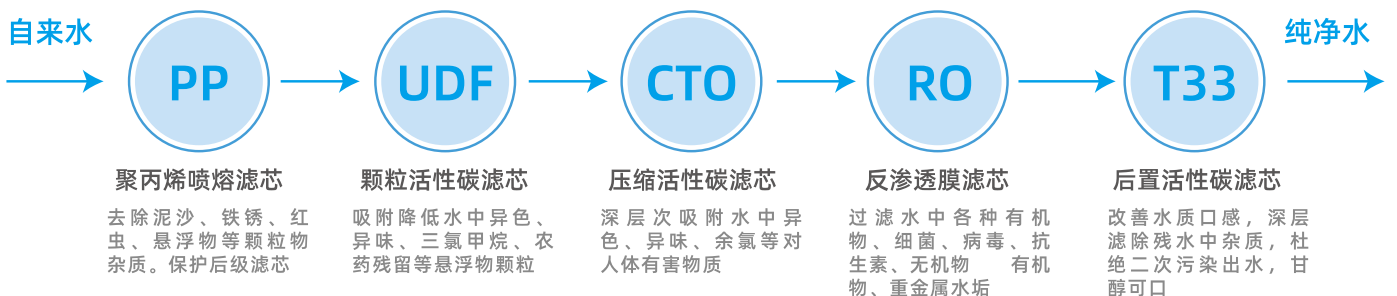 自来水
纯净水
PP
UDF
CTO
RO
T33
聚丙烯喷熔滤芯
去除泥沙、铁锈、红
虫、悬浮物等颗粒物
杂质。保护后级滤芯
颗粒活性碳滤芯
吸附降低水中异色、
异味、三氯甲烷、农
药残留等悬浮物颗粒
压缩活性碳滤芯
深层次吸附水中异
色、异味、余氯等对
人体有害物质
反渗透膜滤芯
过滤水中各种有机
物、细菌、病毒、抗
生素、无机物 有机
物、重金属水垢
后置活性碳滤芯
改善水质口感，深层
滤除残水中杂质，杜
绝二次污染出水，甘
醇可口